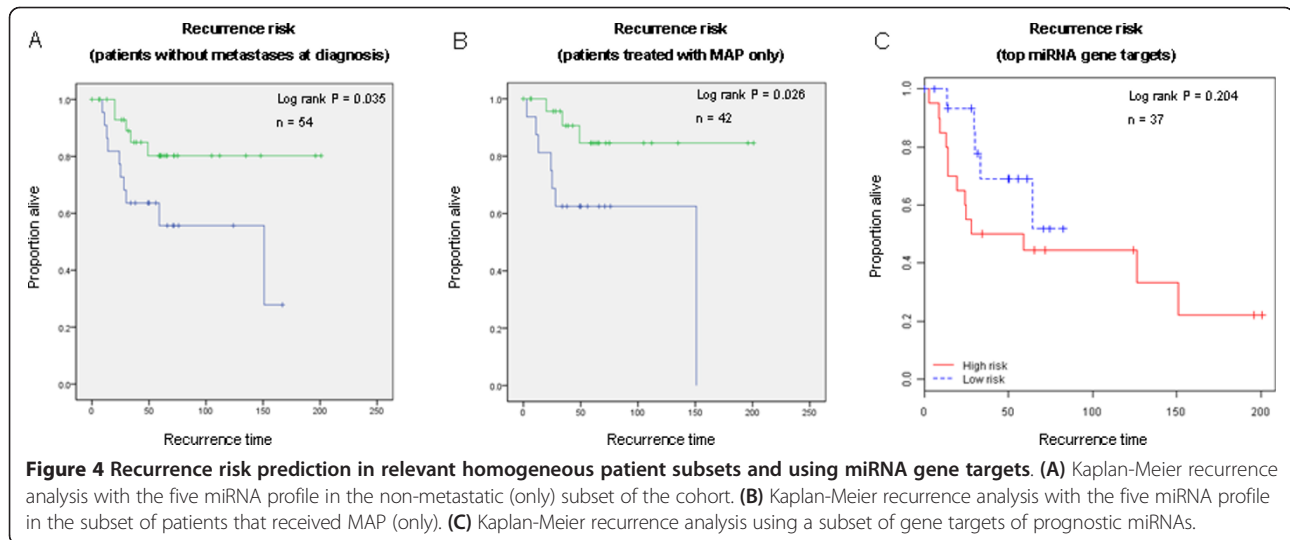 A
Recurrence risk
(patients without metastases at diagnosis)
Log rank P = 0.035
n = 54
Proportion alive
1.0
0.8
0.6
0.4
0.2
0.0
0 50 100 150 200 250
Recurrence time
B
Recurrence risk
(patients treated with MAP only)
Log rank P = 0.026
n = 42
Proportion alive
1.0
0.8
0.6
0.4
0.2
0.0
0 50 100 150 200 250
Recurrence time
C
Recurrence risk
(top miRNA gene targets)
Log rank P = 0.204
n = 37
Proportion alive
1.0
0.8
0.6
0.4
0.2
0.0
High risk
Low risk
0 50 100 150 200
Recurrence time
Figure 4 Recurrence risk prediction in relevant homogeneous patient subsets and using miRNA gene targets. (A) Kaplan-Meier recurrence
analysis with the five miRNA profile in the non-metastatic (only) subset of the cohort. (B) Kaplan-Meier recurrence analysis with the five miRNA profile
in the subset of patients that received MAP (only). (C) Kaplan-Meier recurrence analysis using a subset of gene targets of prognostic miRNAs.